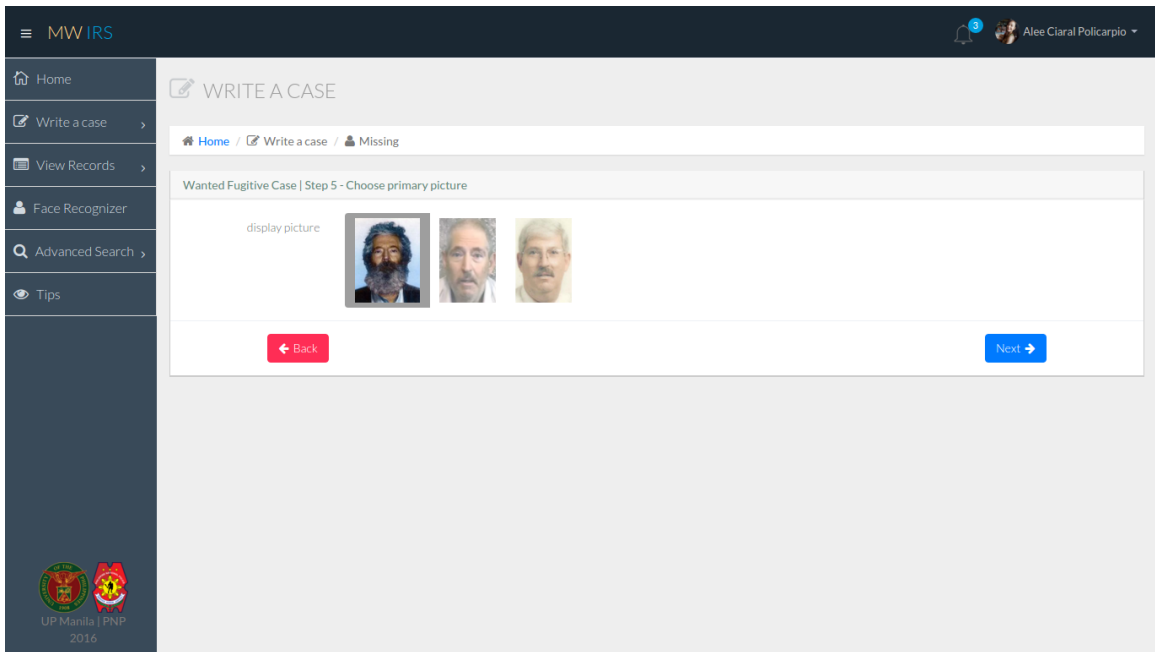 MW IRS
3
Alee Ciaral Policarpio
Home
Write a case
View Records
Face Recognizer
Advanced Search
Tips
WRITE A CASE
Home / Write a case / Missing
Wanted Fugitive Case | Step 5 - Choose primary picture
display picture
Back
Next
UP Manila | PNP
2016